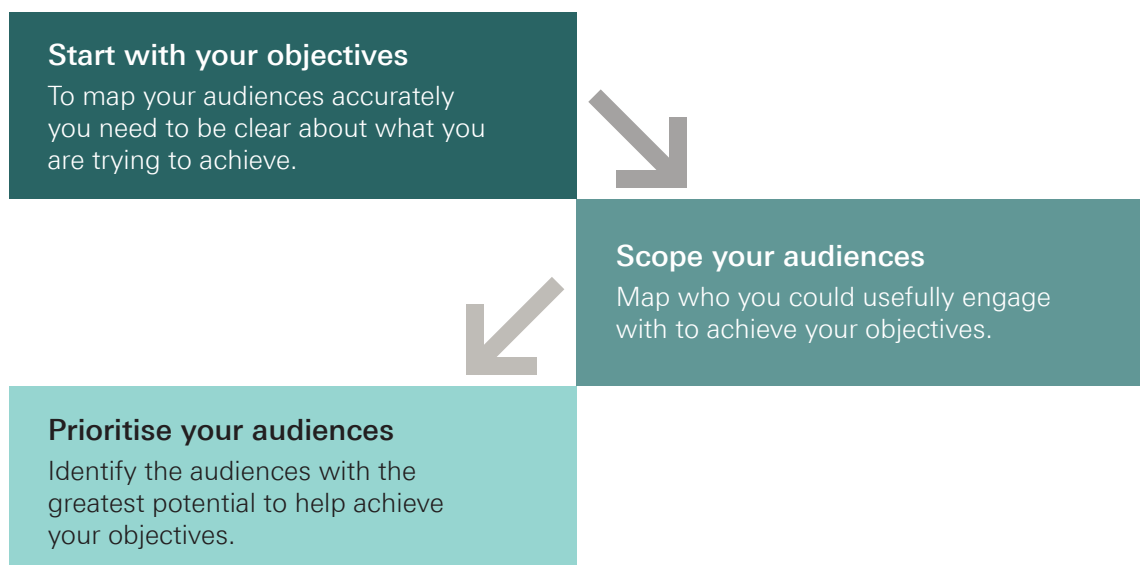 Start with your objectives
To map your audiences accurately
you need to be clear about what you
are trying to achieve.
Scope your audiences
Map who you could usefully engage
with to achieve your objectives.
Prioritise your audiences
Identify the audiences with the
greatest potential to help achieve
your objectives.